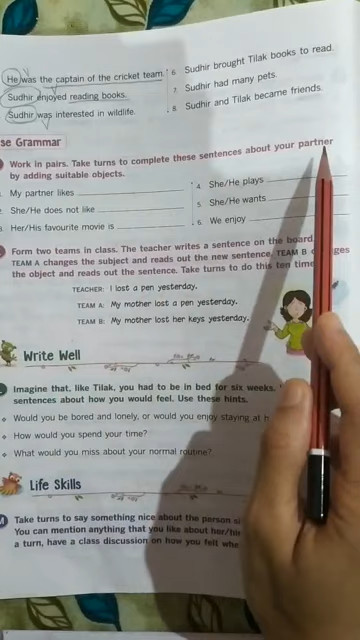 He was the captain of the cricket team.
Sudhir enjoyed reading books.
Sudhir was interested in wildlife.
6 Sudhir brought Tilak books to read.
7. Sudhir had many pets.
8. Sudhir and Tilak became friends.
se Grammar
Work in pairs. Take turns to complete these sentences about your partner
by adding suitable objects.
My partner likes
She/He does not like
Her/His favourite movie is
4. She/He plays
5 She/He wants
6. We enjoy
Form two teams in class. The teacher writes a sentence on the board.
TEAM A changes the subject and reads out the new sentence. TEAM B
the object and reads out the sentence. Take turns to do this ten time
TEACHER: I lost a pen yesterday.
TEAM A: My mother lost a pen yesterday.
TEAM B: My mother lost her keys yesterday.
Write Well
Imagine that, like Tilak, you had to be in bed for six weeks.
sentences about how you would feel. Use these hints.
Would you be bored and lonely, or would you enjoy staying at h
How would you spend your time?
What would you miss about your normal routine?
Life Skills
Take turns to say something nice about the person si
You can mention anything that you like about her/his
a turn, have a class discussion on how you felt whe